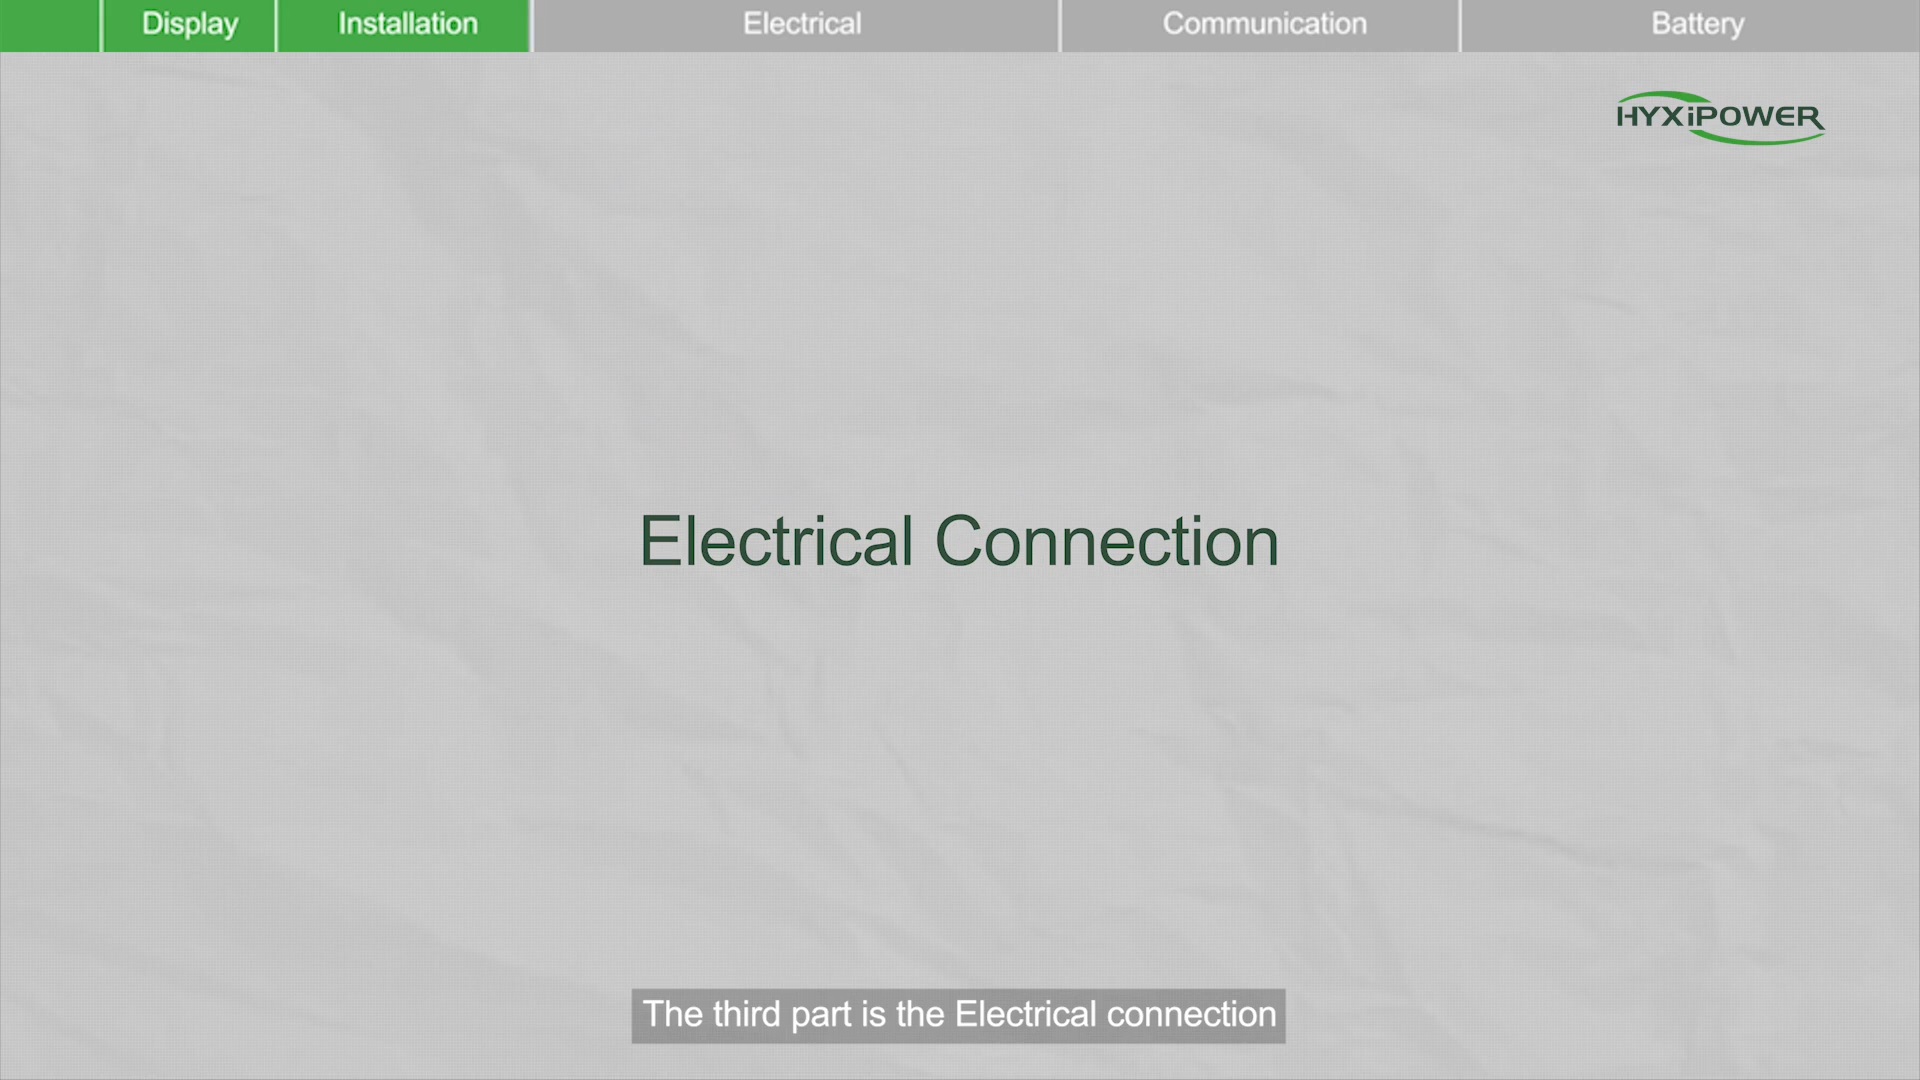 Display Installation Electrical Communication Battery
HYXiPOWER
Electrical Connection
The third part is the Electrical connection